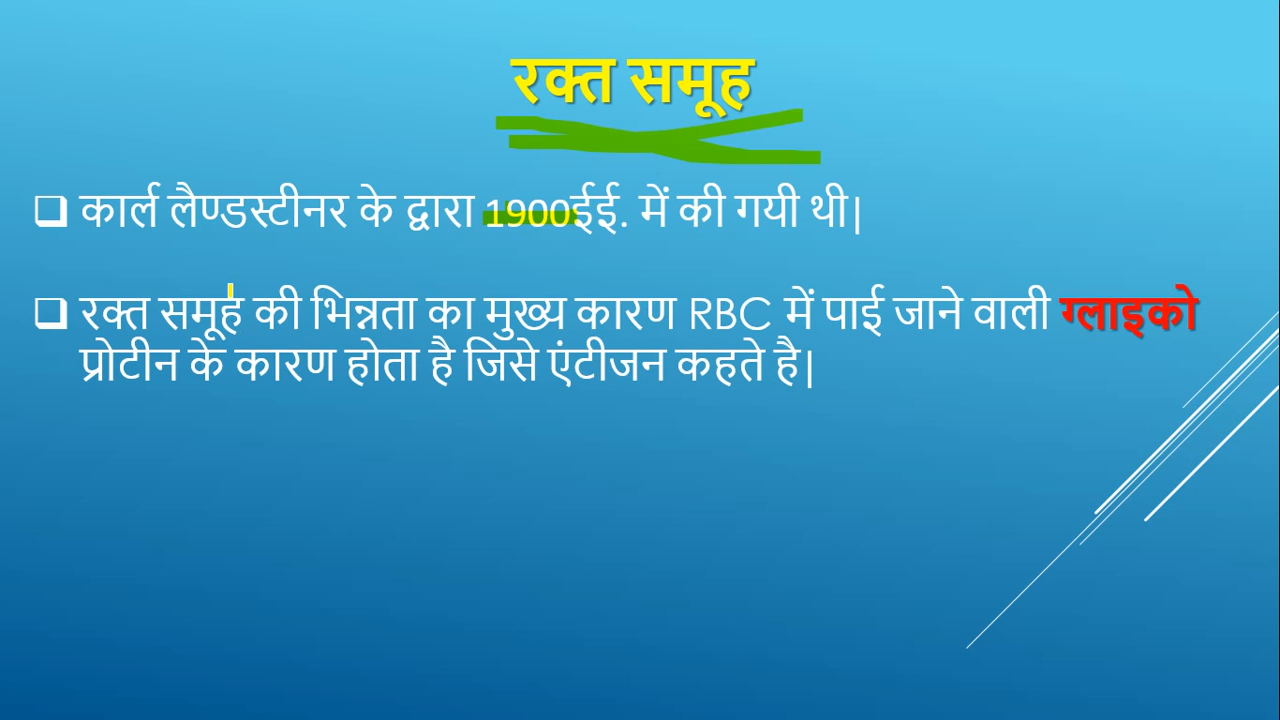 रक्त समूह
❑ कार्ल लैण्डस्टीनर के द्वारा 1900ईई. में की गयी थी|
❑ रक्त समूह की भिन्नता का मुख्य कारण RBC में पाई जाने वाली ग्लाइको
प्रोटीन के कारण होता है जिसे एंटीजन कहते है|